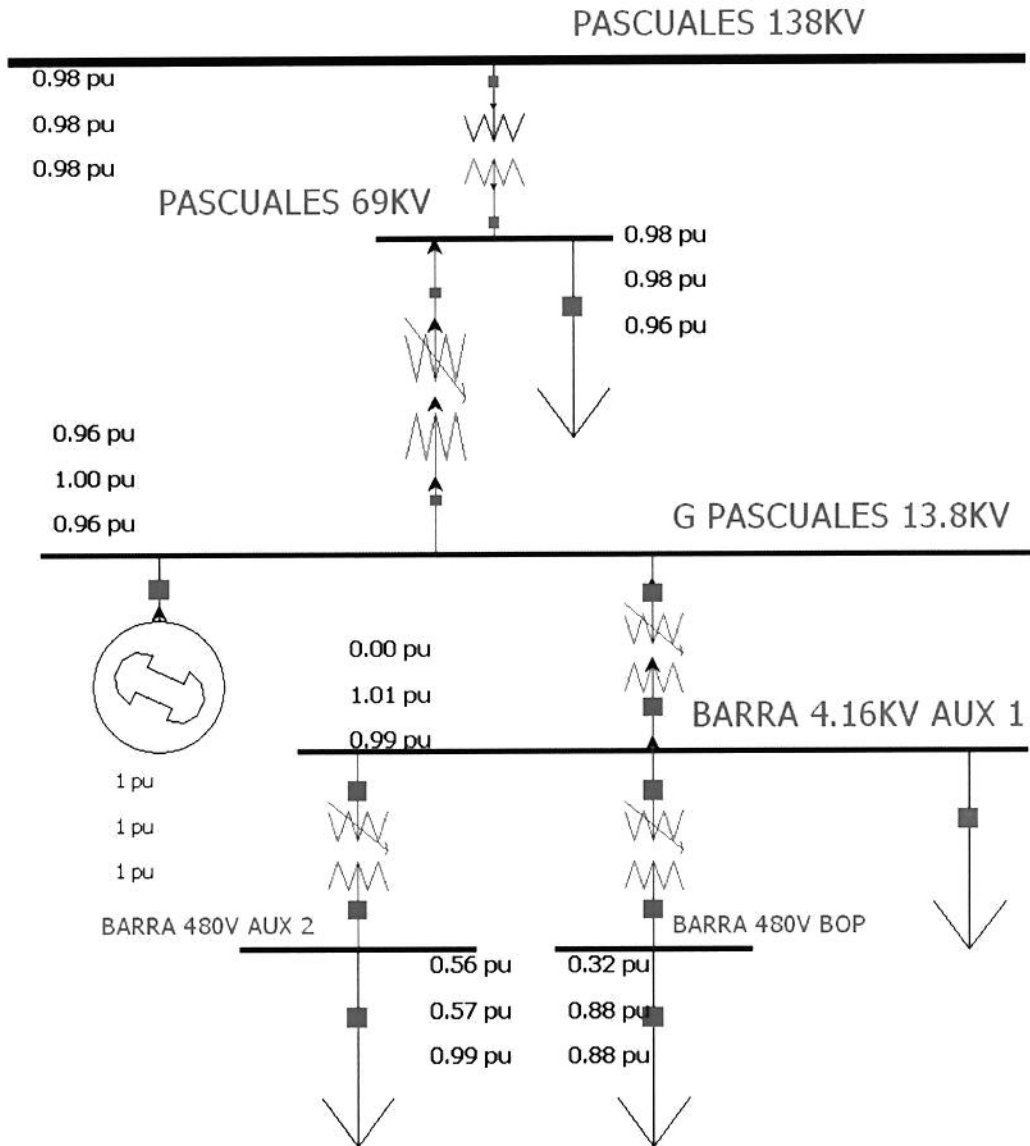 PASCUALES 138KV
0.98 pu
0.98 pu
0.98 pu
PASCUALES 69KV
0.98 pu
0.98 pu
0.96 pu
0.96 pu
1.00 pu
0.96 pu
G PASCUALES 13.8KV
0.00 pu
1.01 pu
0.99 pu
BARRA 4.16KV AUX 1
1 pu
1 pu
1 pu
BARRA 480V AUX 2
BARRA 480V BOP
0.56 pu
0.57 pu
0.99 pu
0.32 pu
0.88 pu
0.88 pu